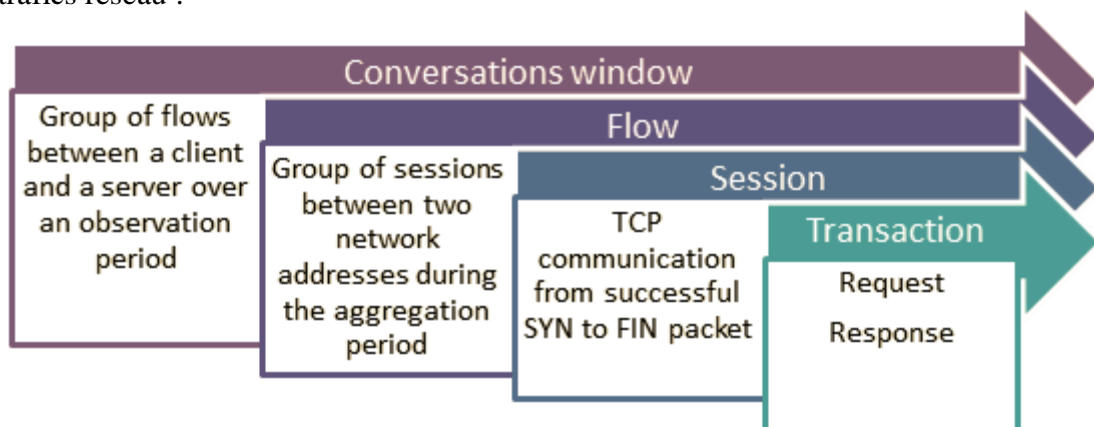 Conversations window
Group of flows
between a client
and a server over
an observation
period
Flow
Group of sessions
between two
network
addresses during
the aggregation
period
Session
TCP
communication
from successful
SYN to FIN packet
Transaction
Request
Response